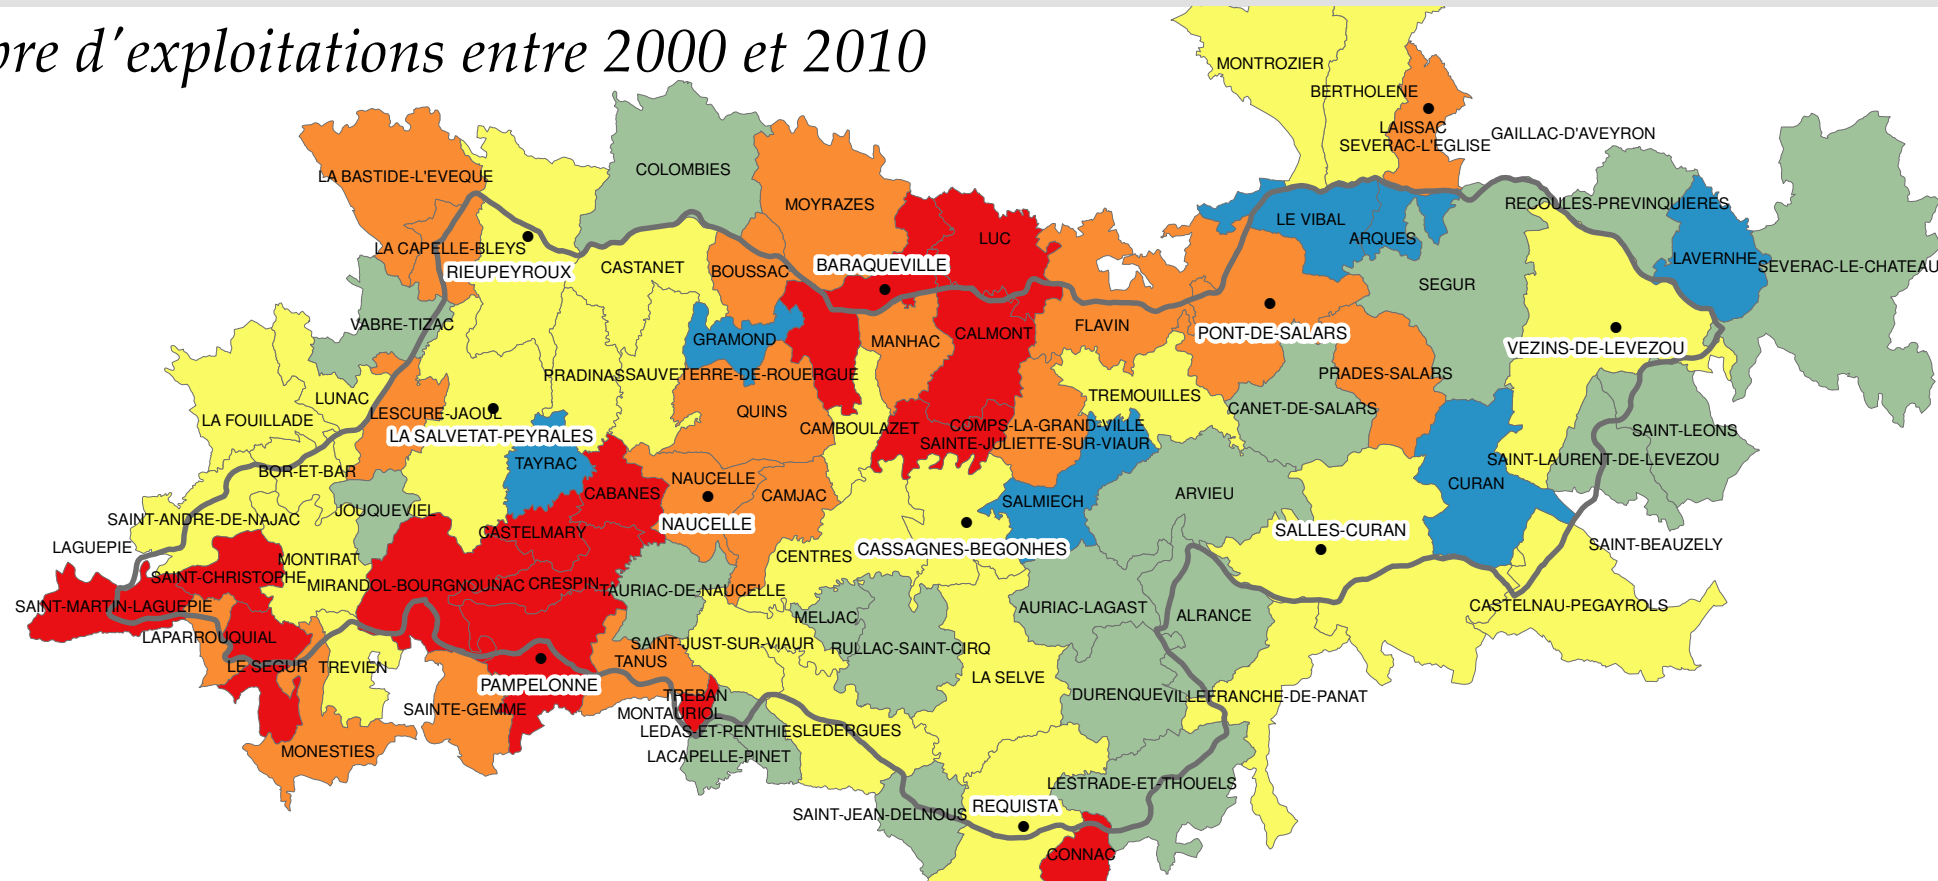 bre d'exploitations entre 2000 et 2010
MONTROZIER
BERTHOLENE
LAISSAC
SEVERAC-L'EGLISE
GAILLAC-D'AVEYRON
COLOMBIES
LA BASTIDE-L'EVEQUE
MOYRAZES
RECOULES-PREVINQUIERES
LE VIBAL
ARQUES
LUC
LA CAPELLE-BLEYS
RIEUPEYROUX
CASTANET
BOUSSAC
BARAQUEVILLE
LAVERNHE
SEVERAC-LE-CHATEAU
SEGUR
VABRE-TIZAC
GRAMOND
MANHAC
CALMONT
FLAVIN
PONT-DE-SALARS
VEZINS-DE-LEVEZOU
PRADINAS
SAUVETERRE-DE-ROUERGUE
PRADES-SALARS
LUNAC
TREMOUILLES
LA FOUILLADE
LESCURE-JAOUL
QUINS
CANET-DE-SALARS
CAMBOULAZET
COMPS-LA-GRAND-VILLE
SAINTE-JULIETTE-SUR-VIAUR
SAINT-LEONS
LA SALVETAT-PEYRALES
BOR-ET-BAR
TAYRAC
SAINT-LAURENT-DE-LEVEZOU
NAUCELLE
CURAN
CABANES
CAMJAC
ARVIEU
SALMIECH
JOUQUEVIEL
SAINT-ANDRE-DE-NAJAC
NAUCELLE
CASTELMARY
SALLES-CURAN
LAGUEPIE
MONTIRAT
CENTRES
CASSAGNES-BEGONHES
SAINT-BEAUZELY
SAINT-CHRISTOPHE
MIRANDOL-BOURGNOUNAC
CRESPIN
TAURIAC-DE-NAUCELLE
SAINT-MARTIN-LAGUEPIE
MELJAC
AURIAC-LAGAST
ALRANCE
CASTELNAU-PEGAYROLS
LAPARROUQUIAL
SAINT-JUST-SUR-VIAUR
RULLAC-SAINT-CIRQ
LE SEGUR
TREVIEN
TANUS
LA SELVE
PAMPELONNE
TREBAN
DURENQUE
VILLEFRANCHE-DE-PANAT
SAINTE-GEMME
MONTAURIOL
LEDAS-ET-PENTHIES
LEDERGUES
MONESTIES
LACAPELLE-PINET
LESTRADE-ET-THOUELS
REQUISTA
SAINT-JEAN-DELNOUS
CONNAC